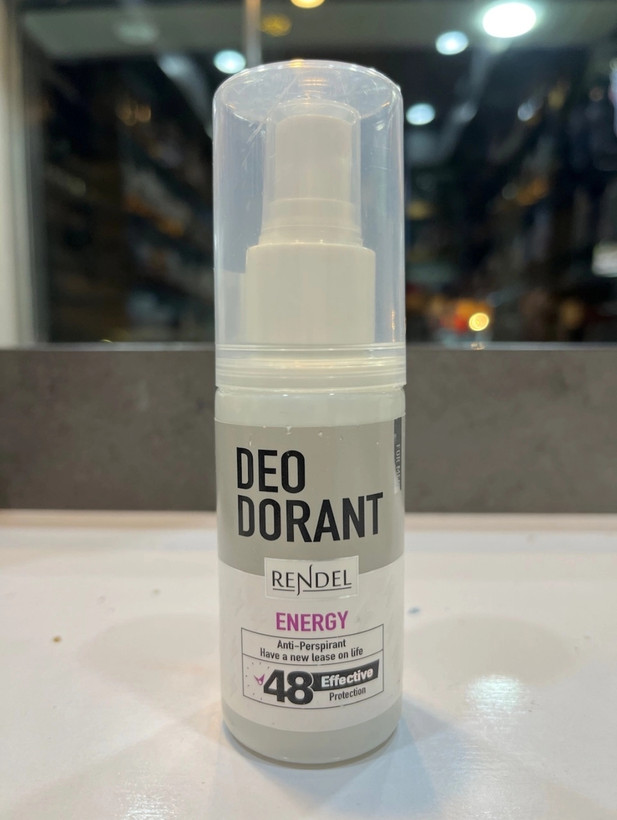 DEO
DORANT
RENDEL
ENERGY
Anti-Perspirant
Have a new lease on life
48 Effective
Protection